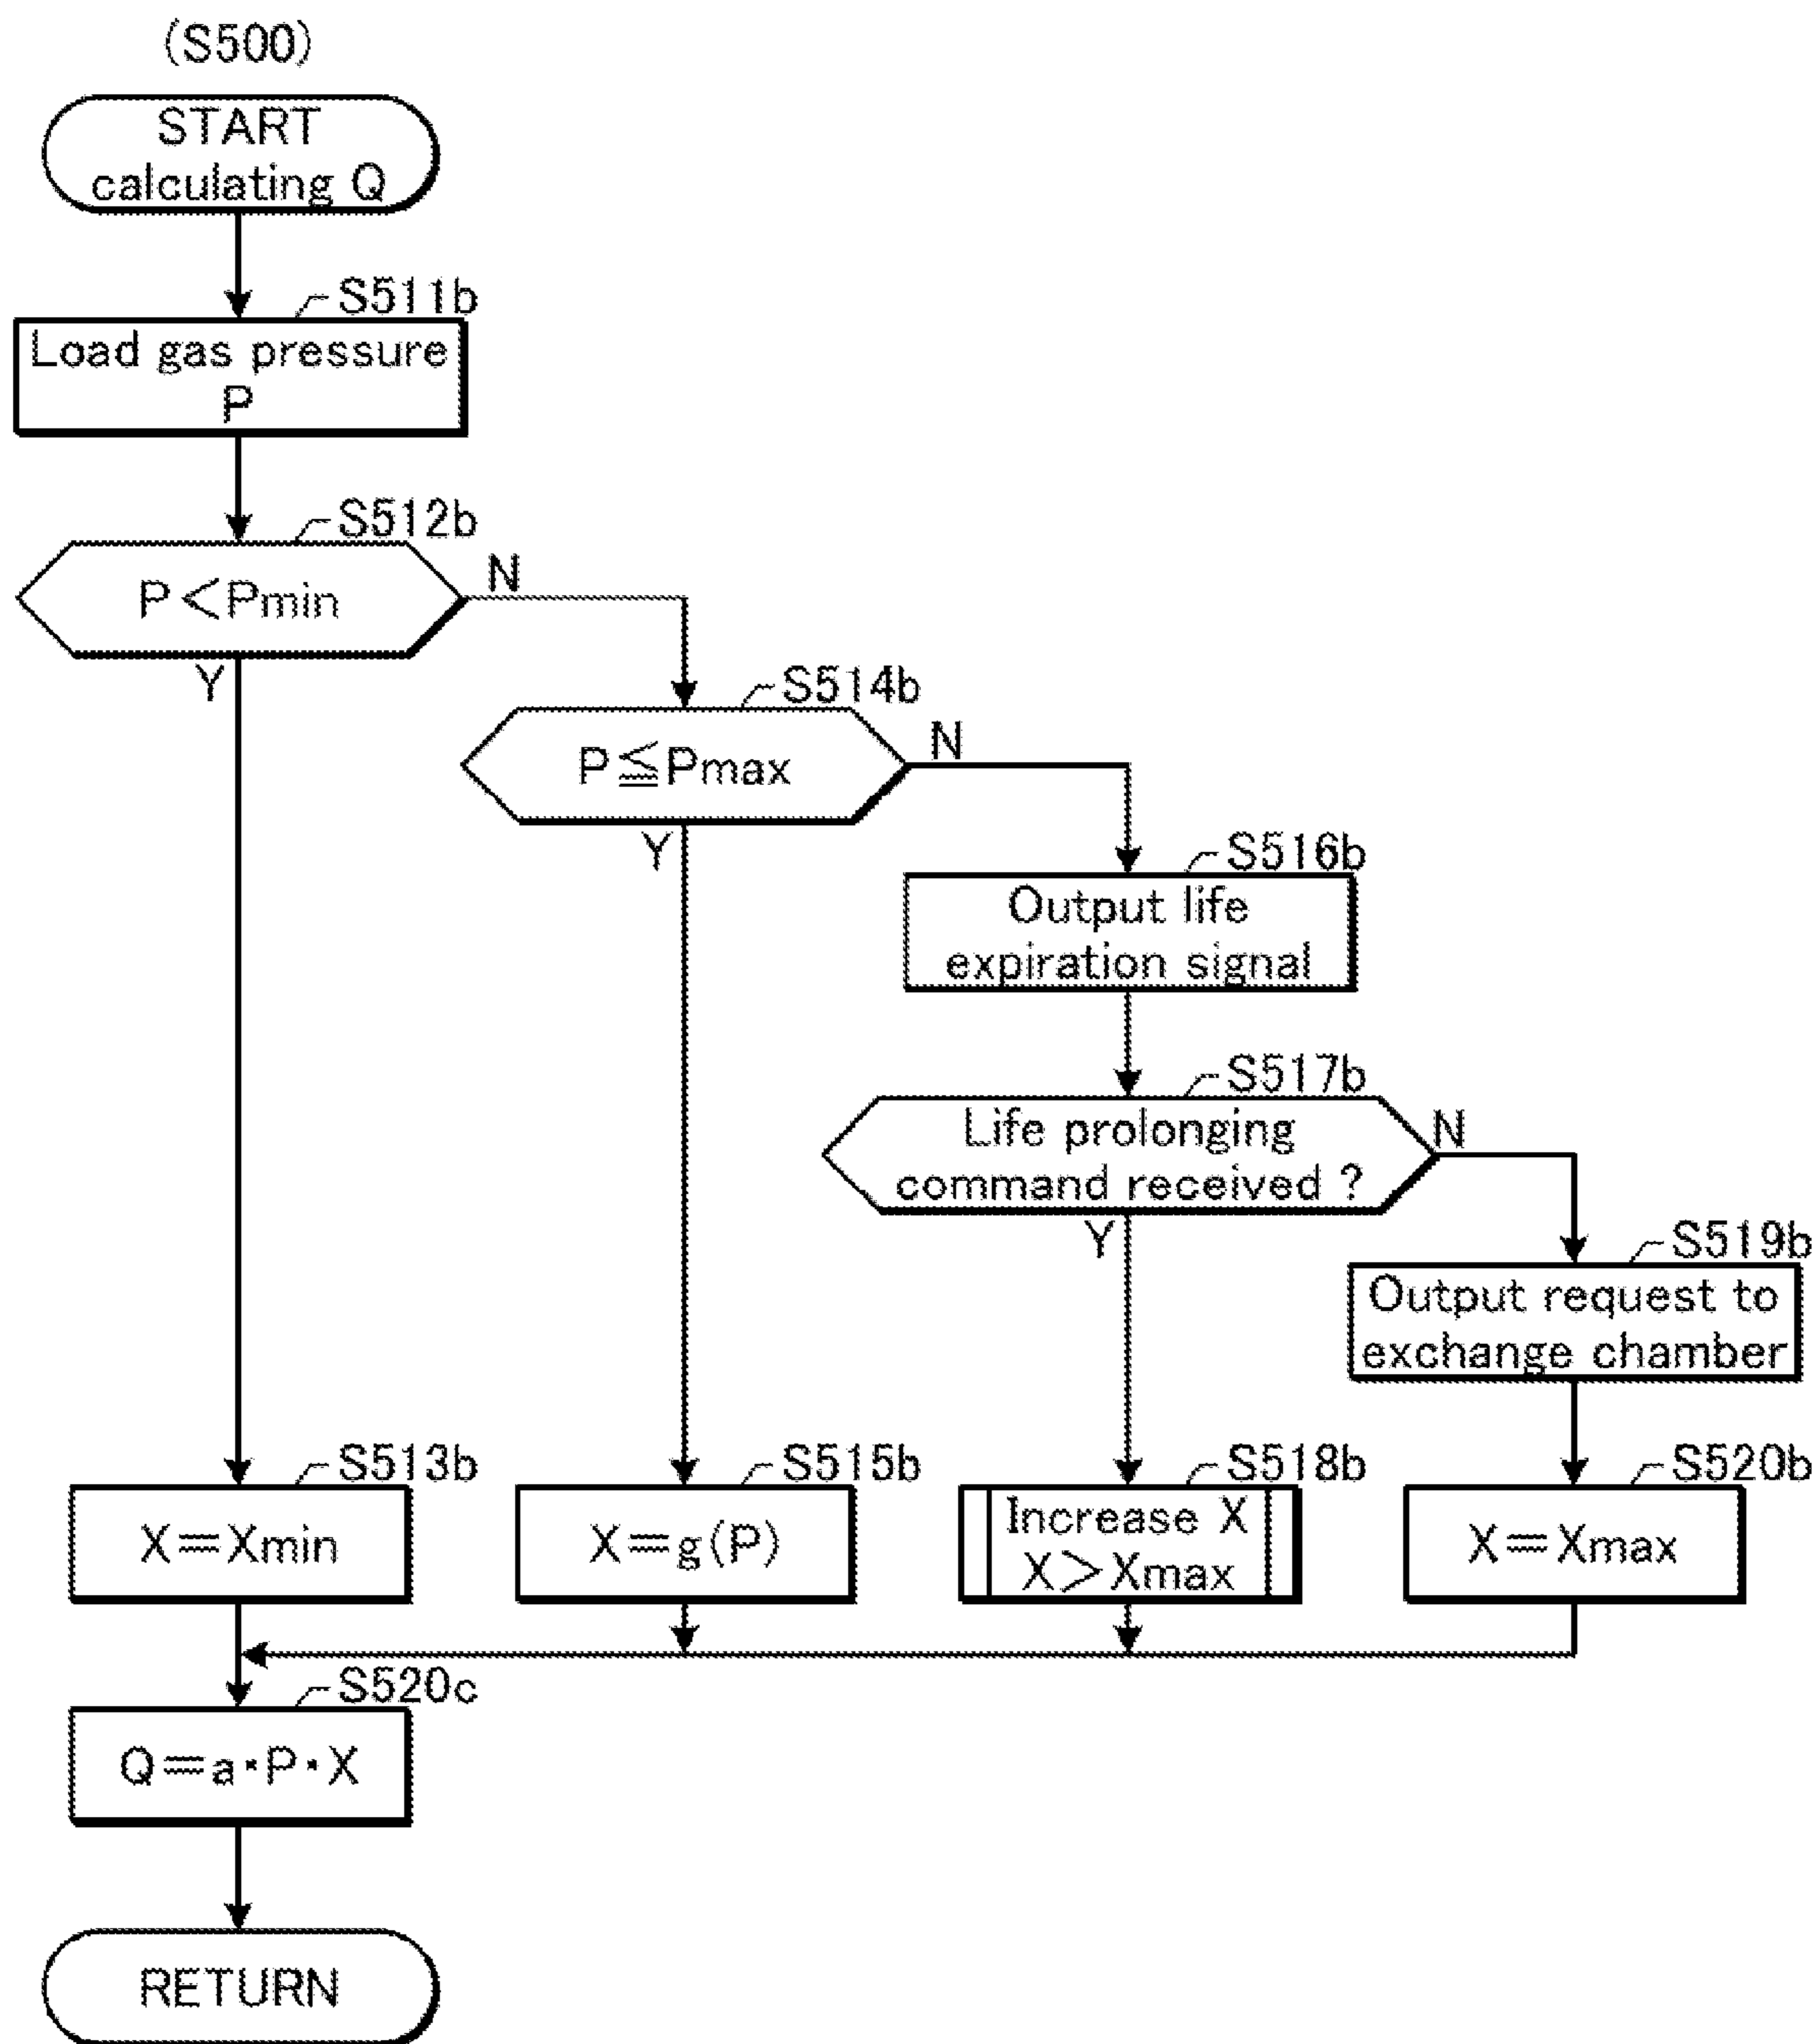 (S500)
START
calculating Q
S511b
Load gas pressure
P
S512b
P<Pmin
N
Y
S514b
P≦Pmax
N
Y
S516b
Output life
expiration signal
S517b
Life prolonging
command received ?
N
Y
S519b
Output request to
exchange chamber
S513b
X=Xmin
S515b
X=g(P)
S518b
Increase X
X>Xmax
S520b
X=Xmax
S520c
Q=a・P・X
RETURN